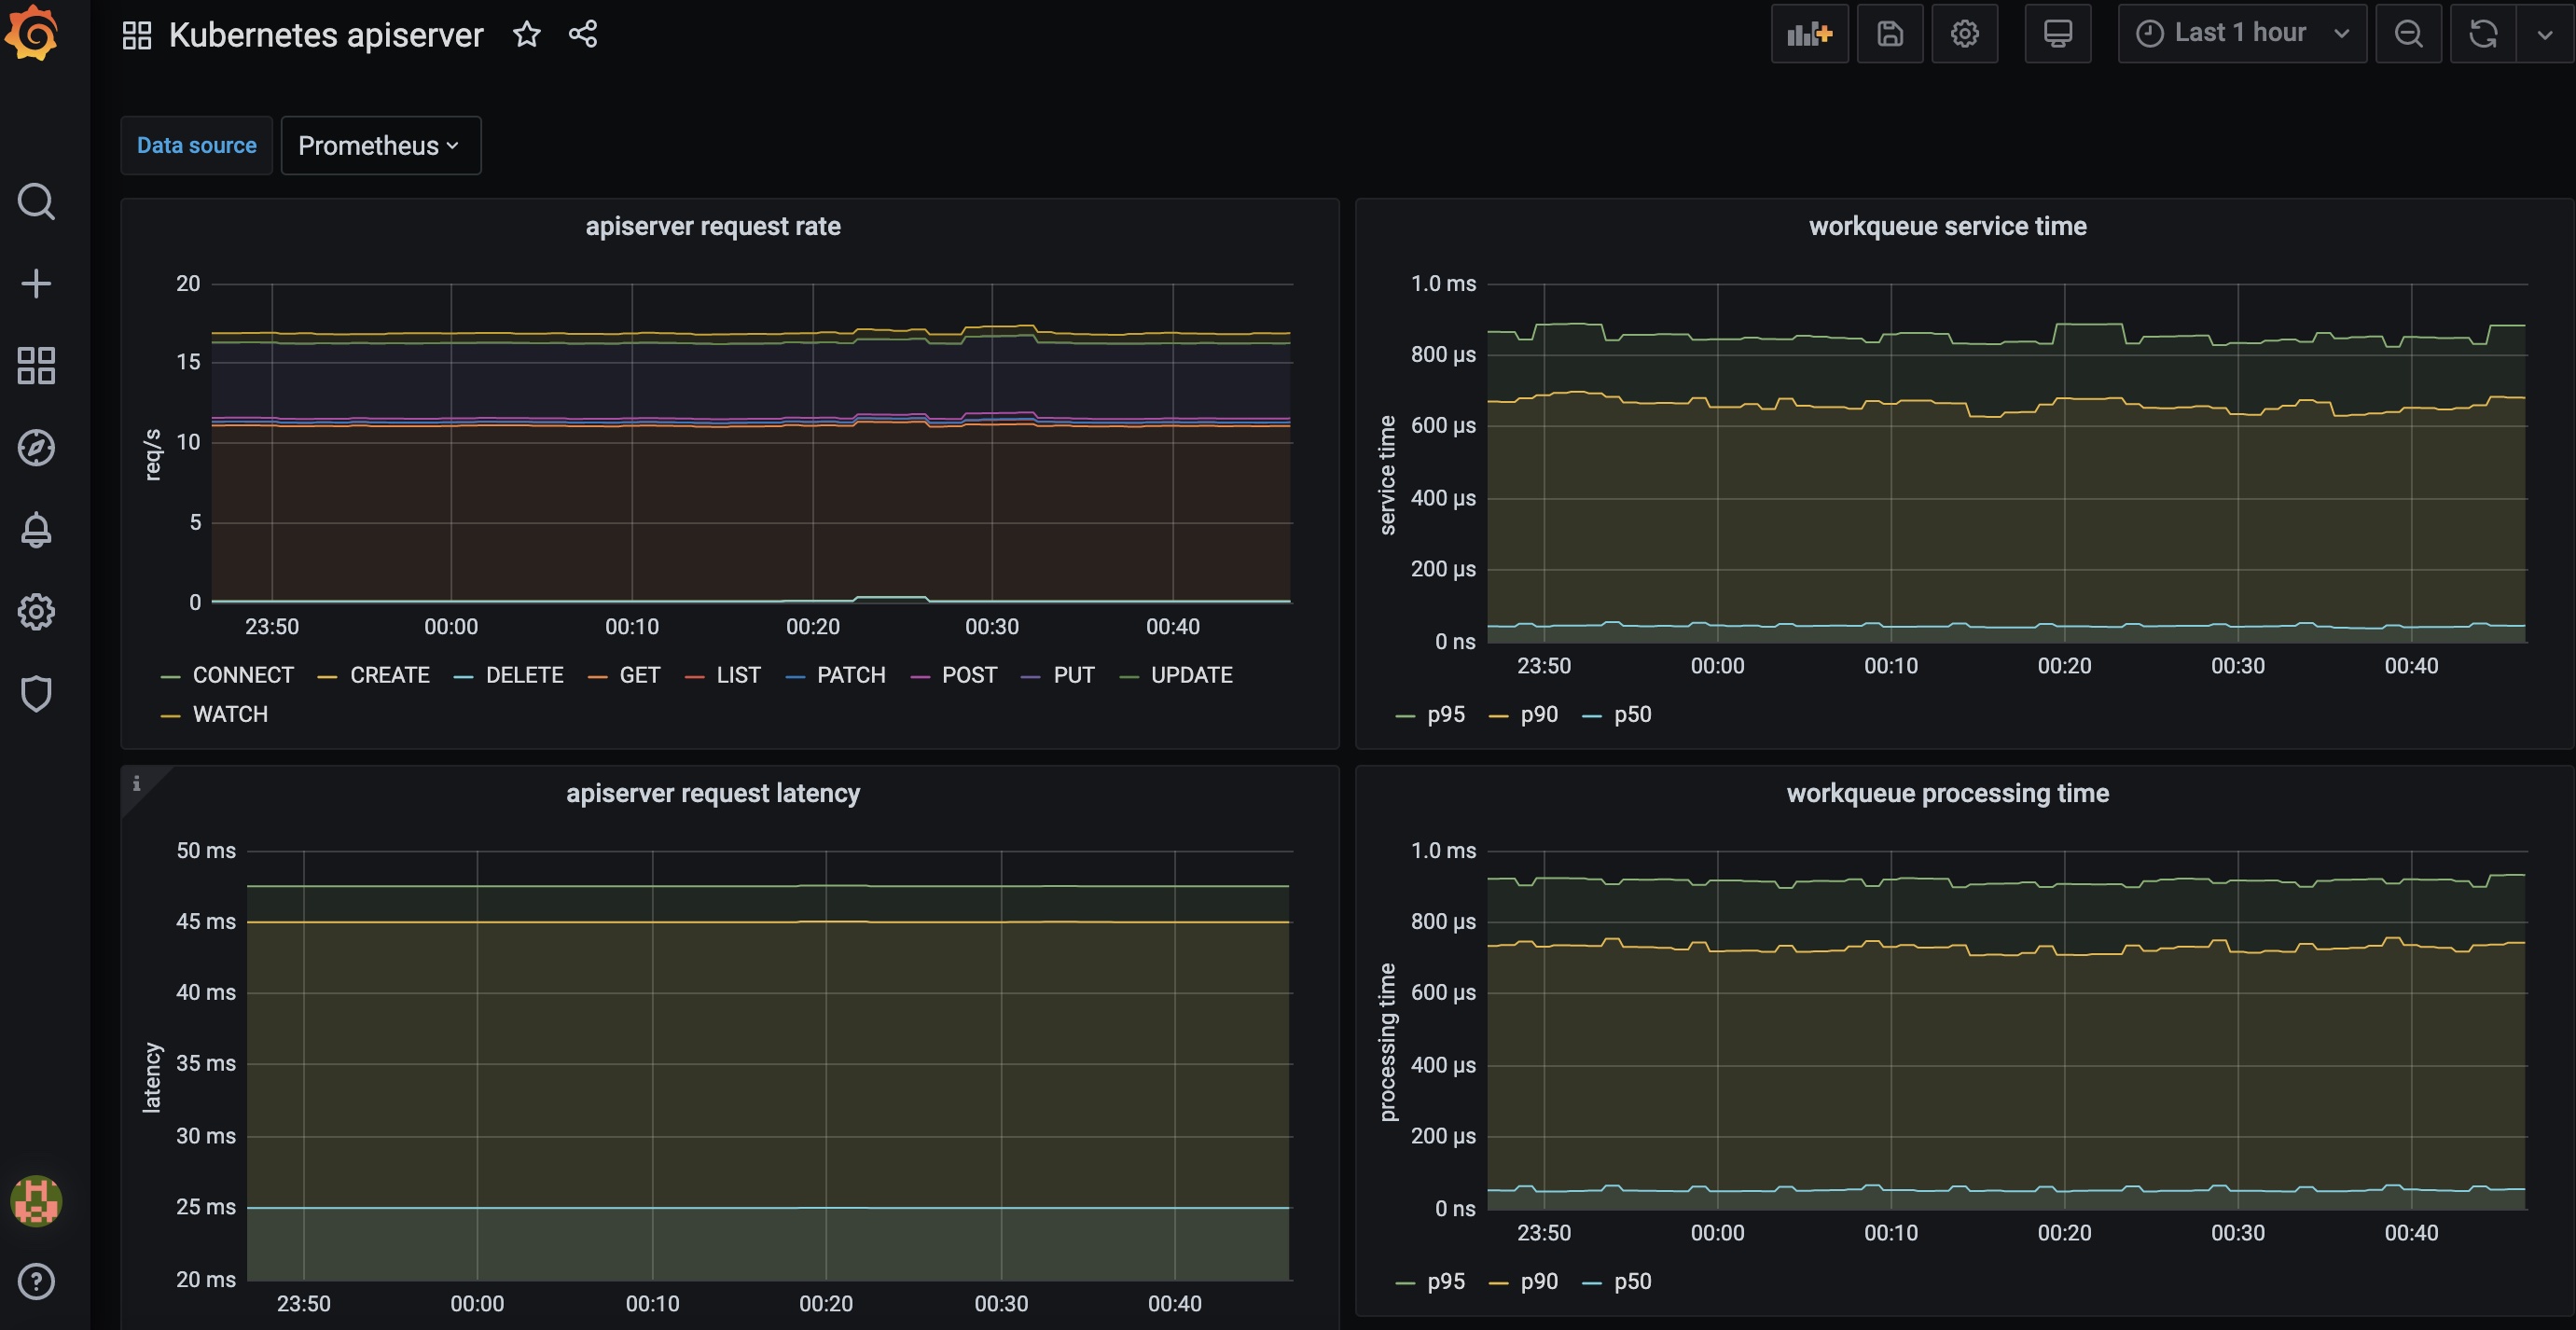 Kubernetes apiserver
Last 1 hour
Data source
Prometheus
apiserver request rate
req/s
20
15
10
5
0
23:50 00:00 00:10 00:20 00:30 00:40
CONNECT CREATE DELETE GET LIST PATCH POST PUT UPDATE
WATCH
workqueue service time
service time
1.0 ms
800 µs
600 µs
400 µs
200 µs
0 ns
23:50 00:00 00:10 00:20 00:30 00:40
p95 p90 p50
i
apiserver request latency
latency
50 ms
45 ms
40 ms
35 ms
30 ms
25 ms
20 ms
23:50 00:00 00:10 00:20 00:30 00:40
workqueue processing time
processing time
1.0 ms
800 µs
600 µs
400 µs
200 µs
0 ns
23:50 00:00 00:10 00:20 00:30 00:40
p95 p90 p50